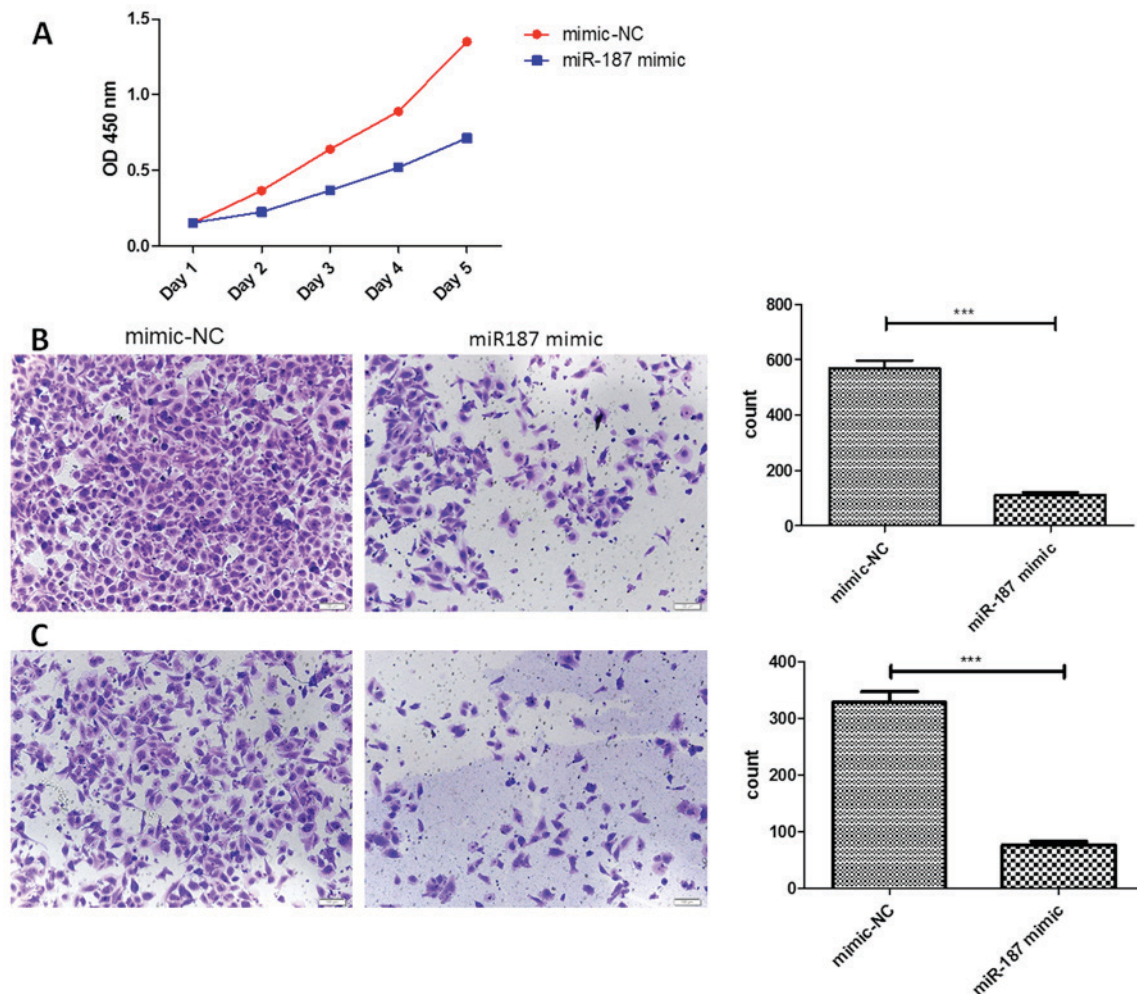 A
1.5
1.0
0.5
0.0
OD 450 nm
Day 1
Day 2
Day 3
Day 4
Day 5
mimic-NC
miR-187 mimic
B
mimic-NC
miR187 mimic
800
600
400
200
0
count
***
mimic-NC
miR-187 mimic
C
400
300
200
100
0
count
***
mimic-NC
miR-187 mimic